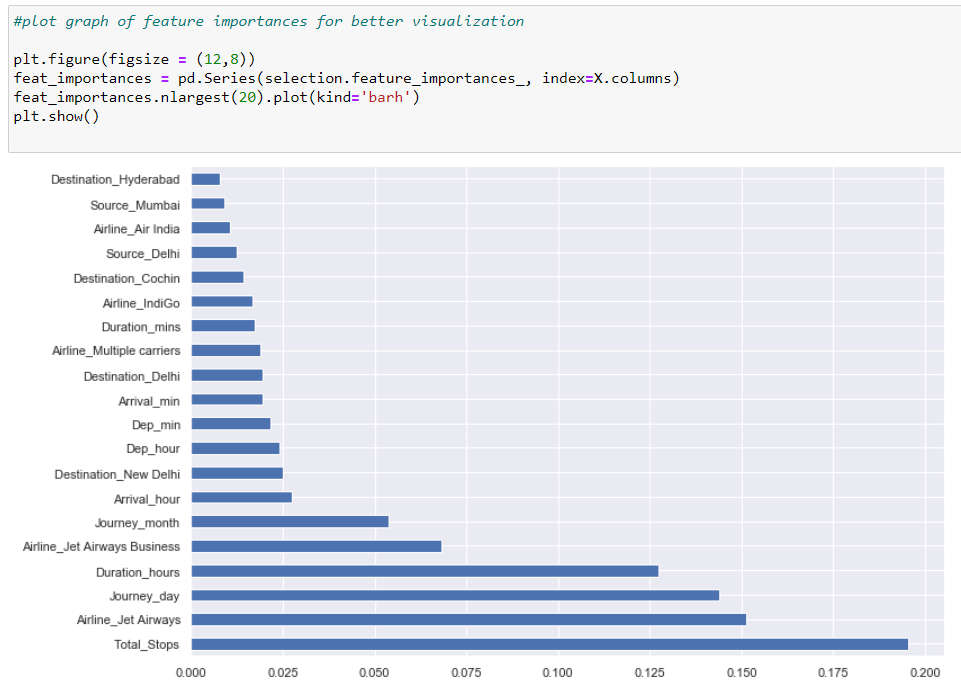 #plot graph of feature importances for better visualization
plt.figure(figsize = (12,8))
feat_importances = pd.Series(selection.feature_importances_, index=X.columns)
feat_importances.nlargest(20).plot(kind='barh')
plt.show()
Destination_Hyderabad
Source_Mumbai
Airline_Air India
Source_Delhi
Destination_Cochin
Airline_IndiGo
Duration_mins
Airline_Multiple carriers
Destination_Delhi
Arrival_min
Dep_min
Dep_hour
Destination_New Delhi
Arrival_hour
Journey_month
Airline_Jet Airways Business
Duration_hours
Journey_day
Airline_Jet Airways
Total_Stops
0.000 0.025 0.050 0.075 0.100 0.125 0.150 0.175 0.200